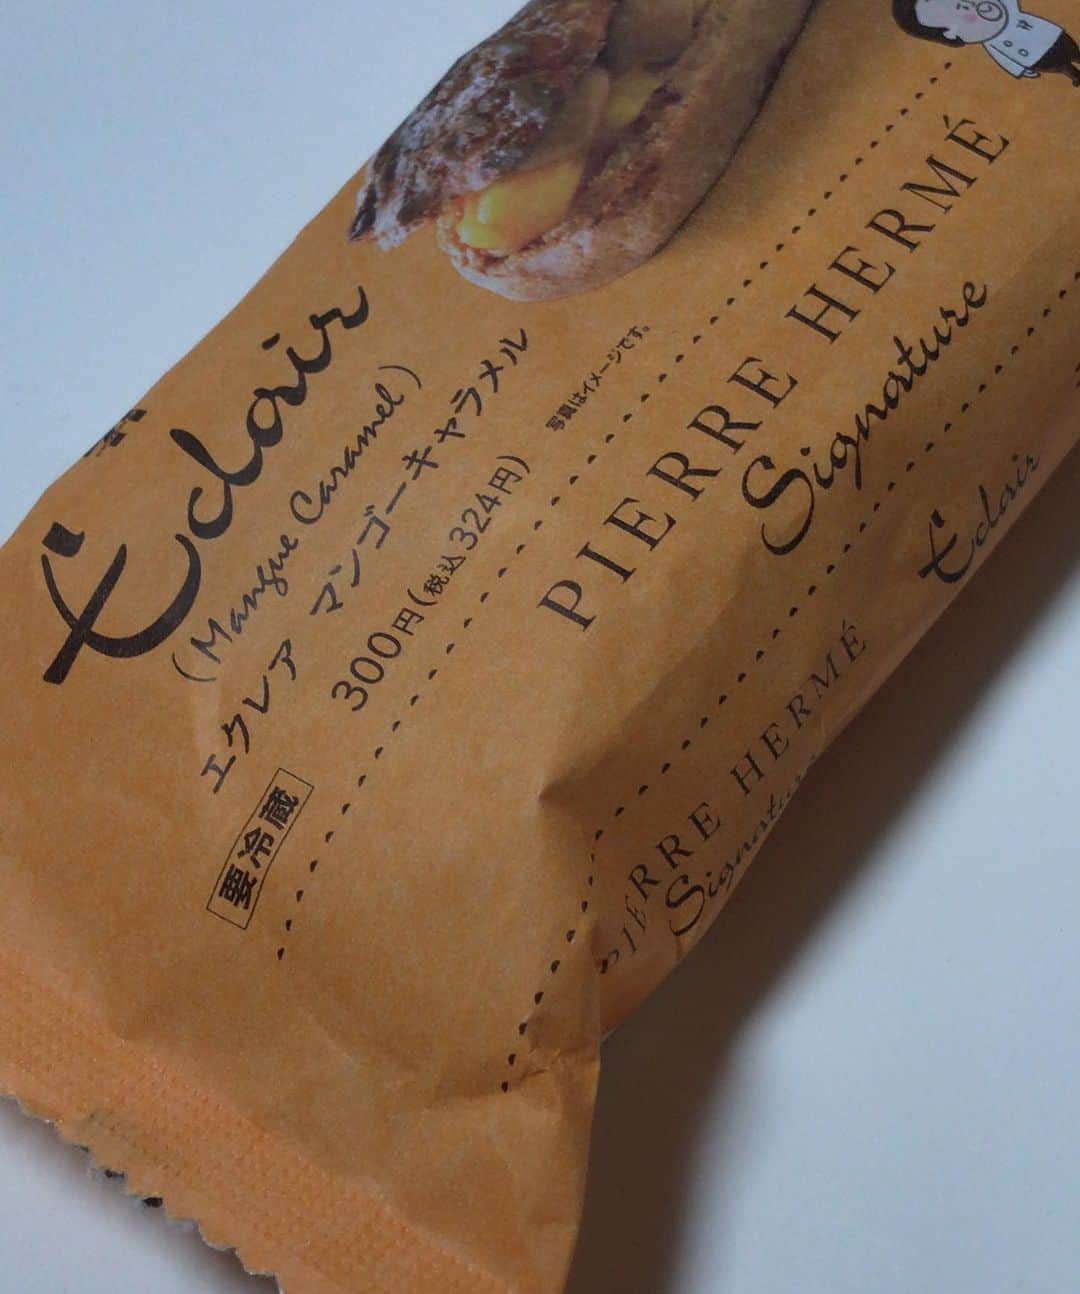 Éclair
(Mangue Caramel)
エクレア マンゴーキャラメル
300円(税込324円)
要冷蔵
写真はイメージです。
PIERRE HERMÉ
Signature
Éclair
PIERRE HERMÉ
Signature